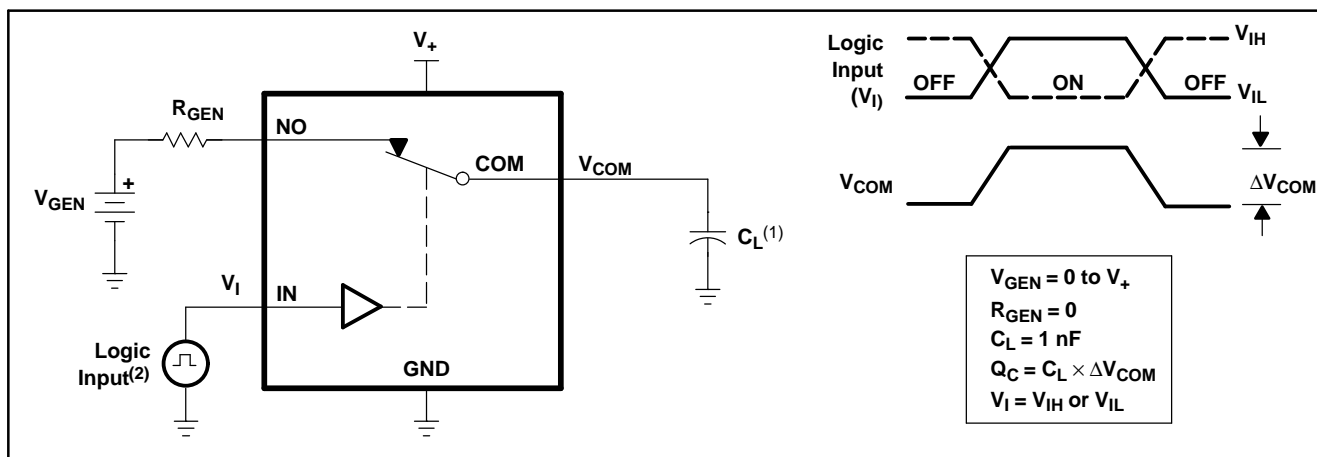 V+
RGEN
NO
COM
VCOM
+
VGEN
CL(1)
VI
IN
Logic
Input(2)
GND
Logic
Input
(VI)
VIH
OFF
ON
OFF
VIL
VCOM
ΔVCOM
VGEN = 0 to V+
RGEN = 0
CL = 1 nF
QC = CL × ΔVCOM
VI = VIH or VIL